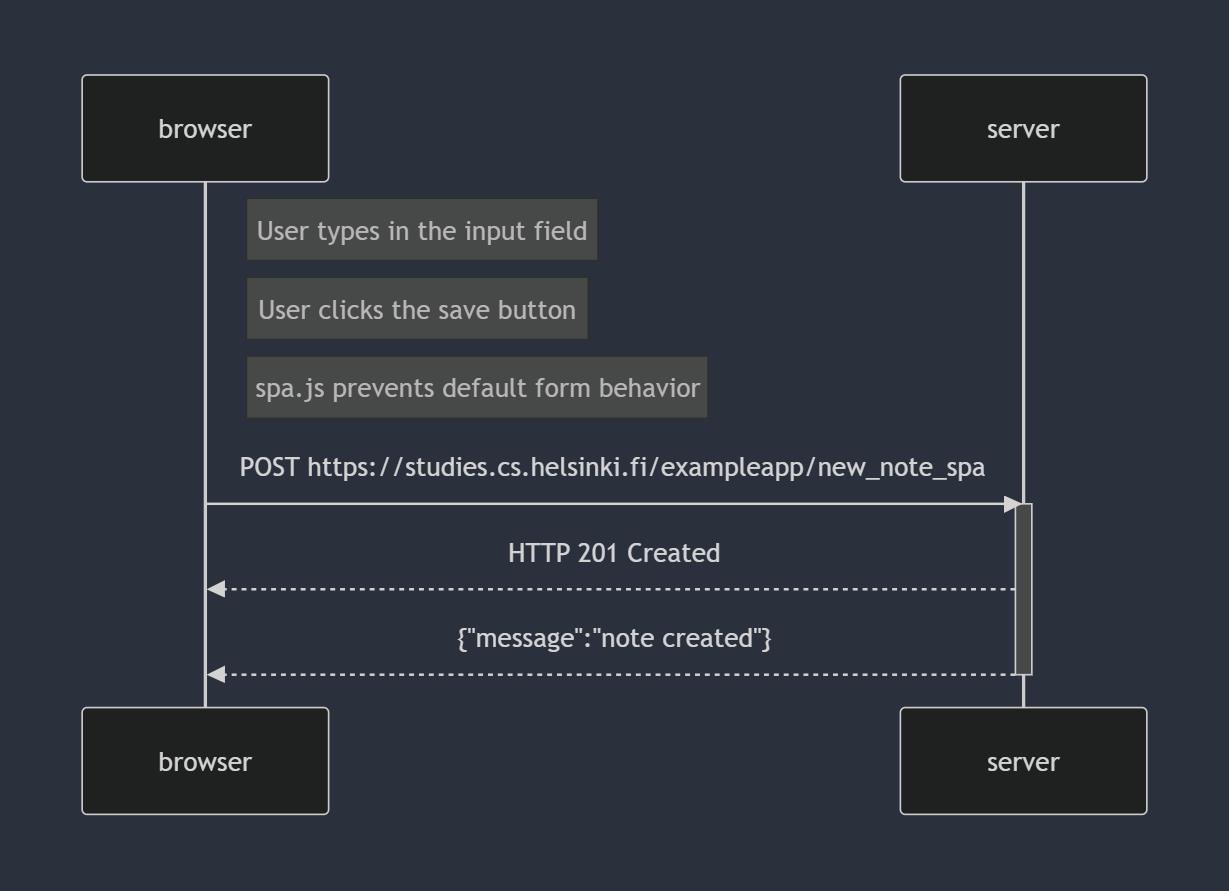 browser
server
User types in the input field
User clicks the save button
spa.js prevents default form behavior
POST https://studies.cs.helsinki.fi/exampleapp/new_note_spa
HTTP 201 Created
{"message":"note created"}
browser
server